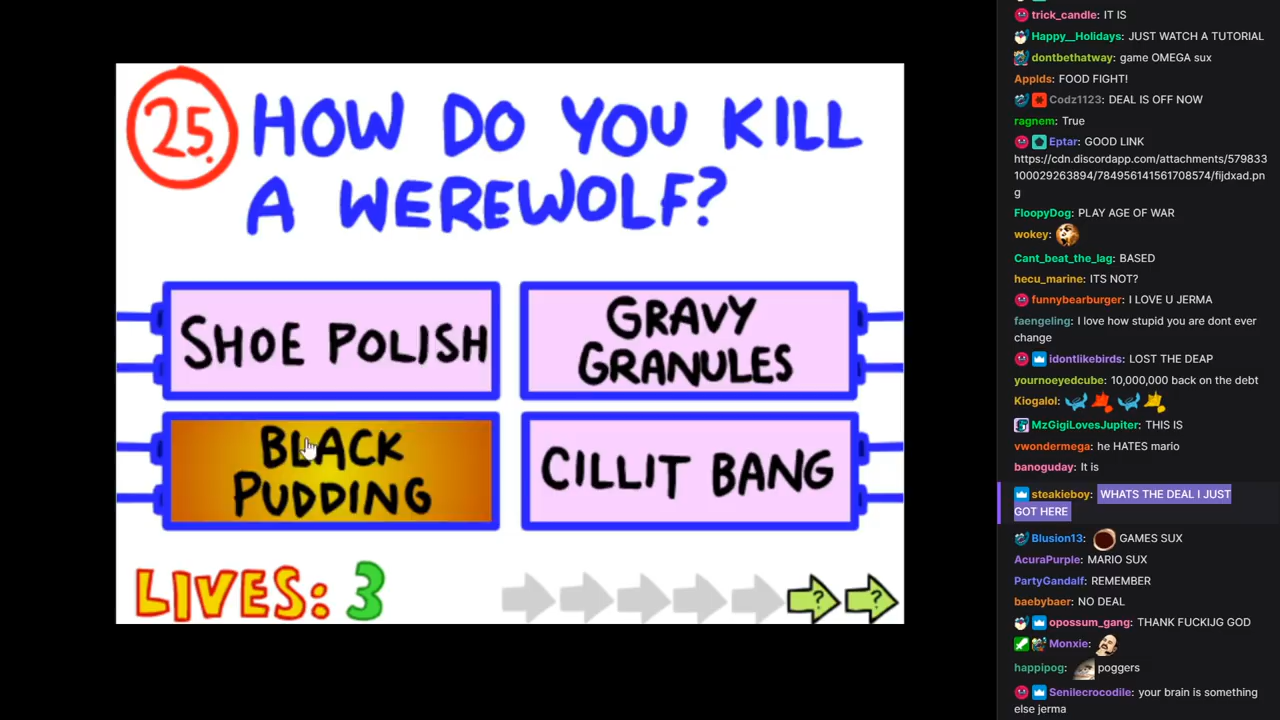 25.
HOW DO YOU KILL
A WEREWOLF?
SHOE POLISH
GRAVY
GRANULES
BLACK
PUDDING
CILLIT BANG
LIVES: 3
? ?
trick_candle: IT IS
Happy__Holidays: JUST WATCH A TUTORIAL
dontbethatway: game OMEGA sux
Applds: FOOD FIGHT!
Codz1123: DEAL IS OFF NOW
ragnem: True
Eptar: GOOD LINK
https://cdn.discordapp.com/attachments/579833
100029263894/784956141561708574/fijdxad.pn
g
FloopyDog: PLAY AGE OF WAR
wokey:
Cant_beat_the_lag: BASED
hecu_marine: ITS NOT?
funnybearburger: I LOVE U JERMA
faengeling: I love how stupid you are dont ever
change
idontlikebirds: LOST THE DEAP
yournoeyedcube: 10,000,000 back on the debt
Kiogalol:
MzGigiLovesJupiter: THIS IS
vwondermega: he HATES mario
banoguday: It is
steakieboy: WHATS THE DEAL I JUST
GOT HERE
Blusion13: GAMES SUX
AcuraPurple: MARIO SUX
PartyGandalf: REMEMBER
baebybaer: NO DEAL
opossum_gang: THANK FUCKIJG GOD
Monxie:
happipog: poggers
Senilecrocodile: your brain is something
else jerma